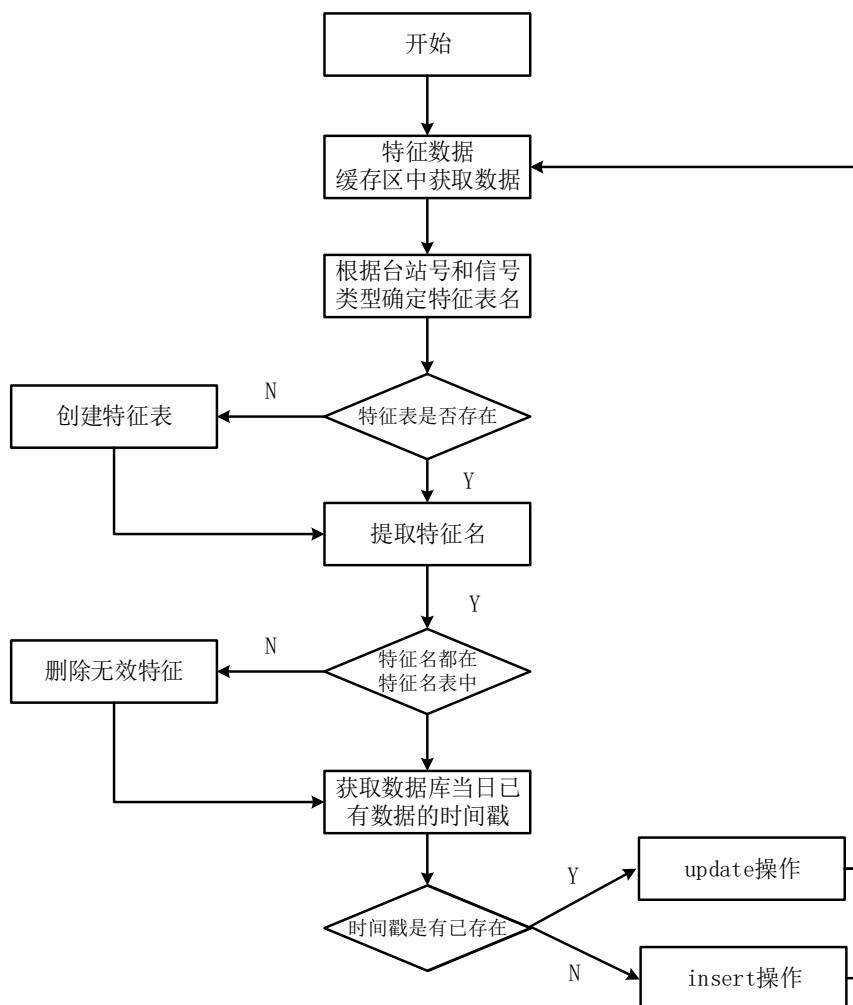 开始
特征数据
缓存区中获取数据
根据台站号和信号
类型确定特征表名
N
创建特征表
特征表是否存在
Y
提取特征名
Y
N
删除无效特征
特征名都在
特征名表中
获取数据库当日已
有数据的时间戳
Y
update操作
时间戳是有已存在
N
insert操作